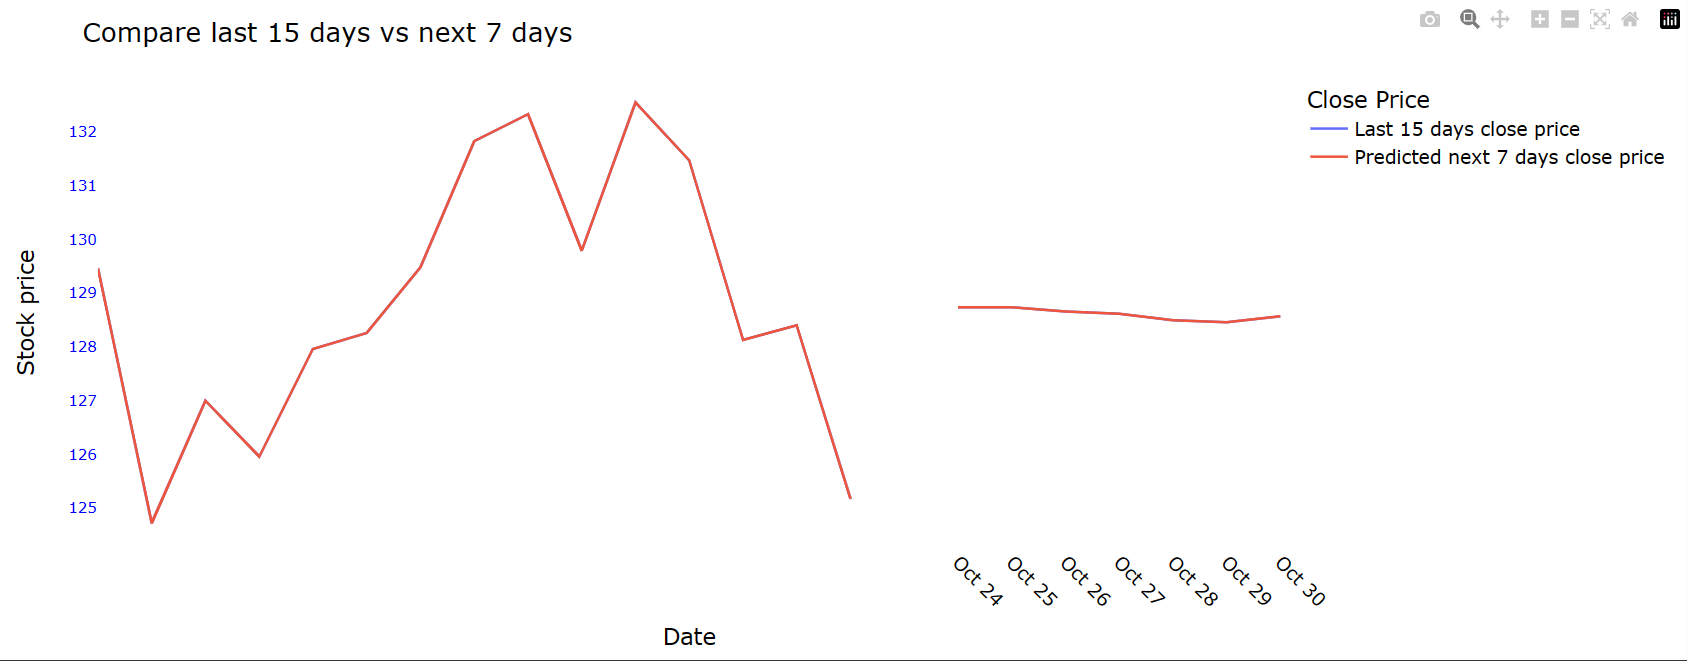 Compare last 15 days vs next 7 days
Close Price
Last 15 days close price
Predicted next 7 days close price
132
131
130
129
128
127
126
125
Stock price
Oct 24
Oct 25
Oct 26
Oct 27
Oct 28
Oct 29
Oct 30
Date